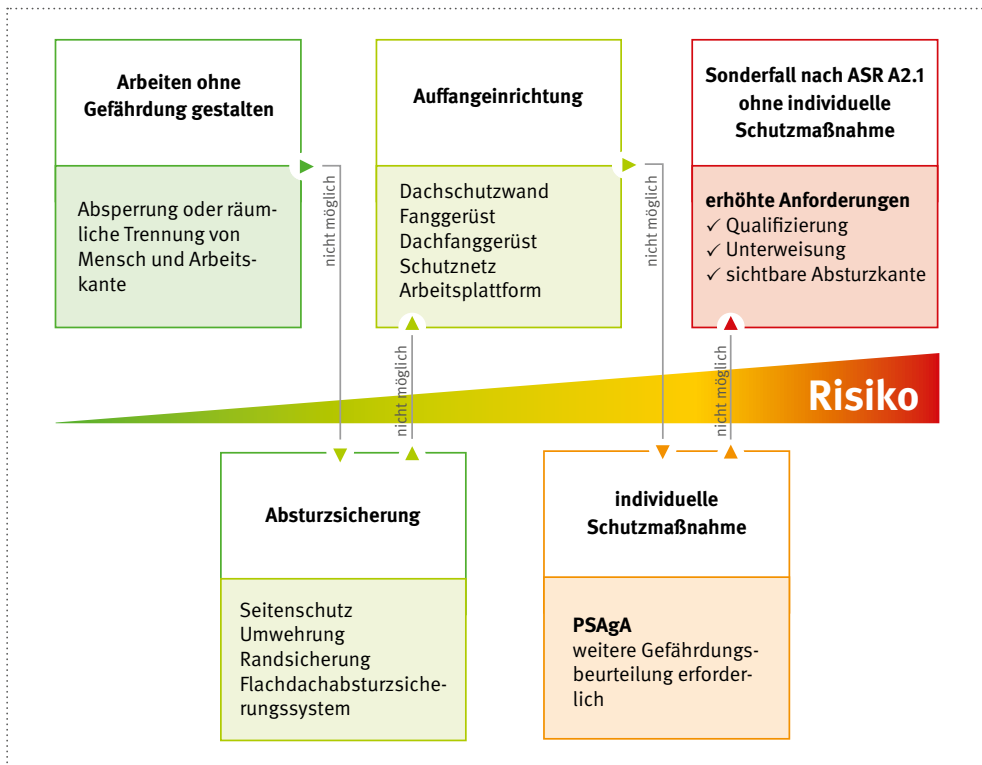 Arbeiten ohne
Gefährdung gestalten
Absperrung oder räum-
liche Trennung von
Mensch und Arbeits-
kante
nicht möglich
Absturzsicherung
Seitenschutz
Umwehrung
Randsicherung
Flachdachabsturzsiche-
rungssystem
nicht möglich
Auffangeinrichtung
Dachschutzwand
Fanggerüst
Dachfanggerüst
Schutznetz
Arbeitsplattform
nicht möglich
individuelle
Schutzmaßnahme
PSAgA
weitere Gefährdungs-
beurteilung erforder-
lich
nicht möglich
Sonderfall nach ASR A2.1
ohne individuelle
Schutzmaßnahme
erhöhte Anforderungen
✓ Qualifizierung
✓ Unterweisung
✓ sichtbare Absturzkante
Risiko